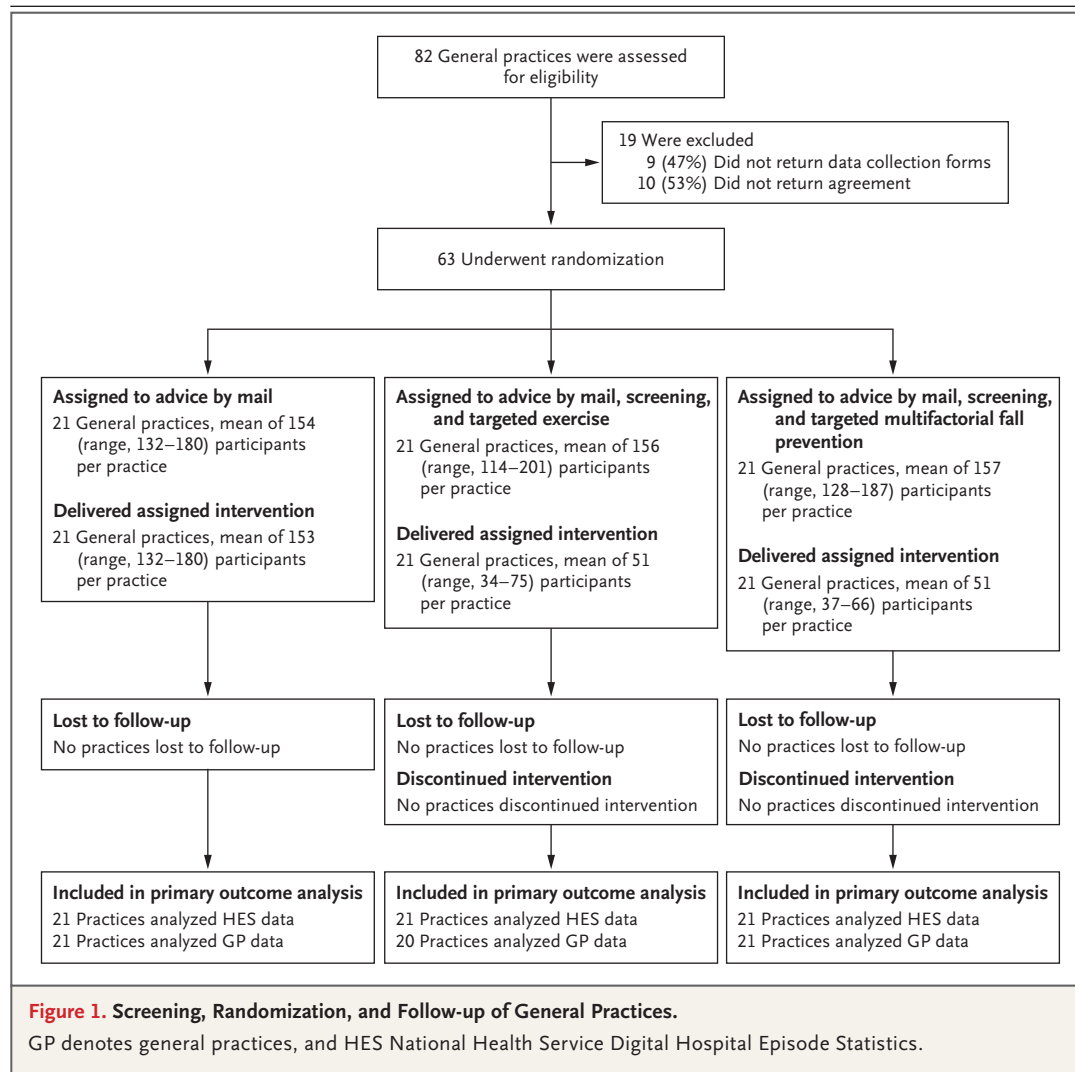 82 General practices were assessed
for eligibility
19 Were excluded
9 (47%) Did not return data collection forms
10 (53%) Did not return agreement
63 Underwent randomization
Assigned to advice by mail
21 General practices, mean of 154
(range, 132–180) participants
per practice
Delivered assigned intervention
21 General practices, mean of 153
(range, 132–180) participants
per practice
Assigned to advice by mail, screening,
and targeted exercise
21 General practices, mean of 156
(range, 114–201) participants
per practice
Delivered assigned intervention
21 General practices, mean of 51
(range, 34–75) participants
per practice
Assigned to advice by mail, screening,
and targeted multifactorial fall
prevention
21 General practices, mean of 157
(range, 128–187) participants
per practice
Delivered assigned intervention
21 General practices, mean of 51
(range, 37–66) participants
per practice
Lost to follow-up
No practices lost to follow-up
Lost to follow-up
No practices lost to follow-up
Discontinued intervention
No practices discontinued intervention
Lost to follow-up
No practices lost to follow-up
Discontinued intervention
No practices discontinued intervention
Included in primary outcome analysis
21 Practices analyzed HES data
21 Practices analyzed GP data
Included in primary outcome analysis
21 Practices analyzed HES data
20 Practices analyzed GP data
Included in primary outcome analysis
21 Practices analyzed HES data
21 Practices analyzed GP data
Figure 1. Screening, Randomization, and Follow-up of General Practices.
GP denotes general practices, and HES National Health Service Digital Hospital Episode Statistics.